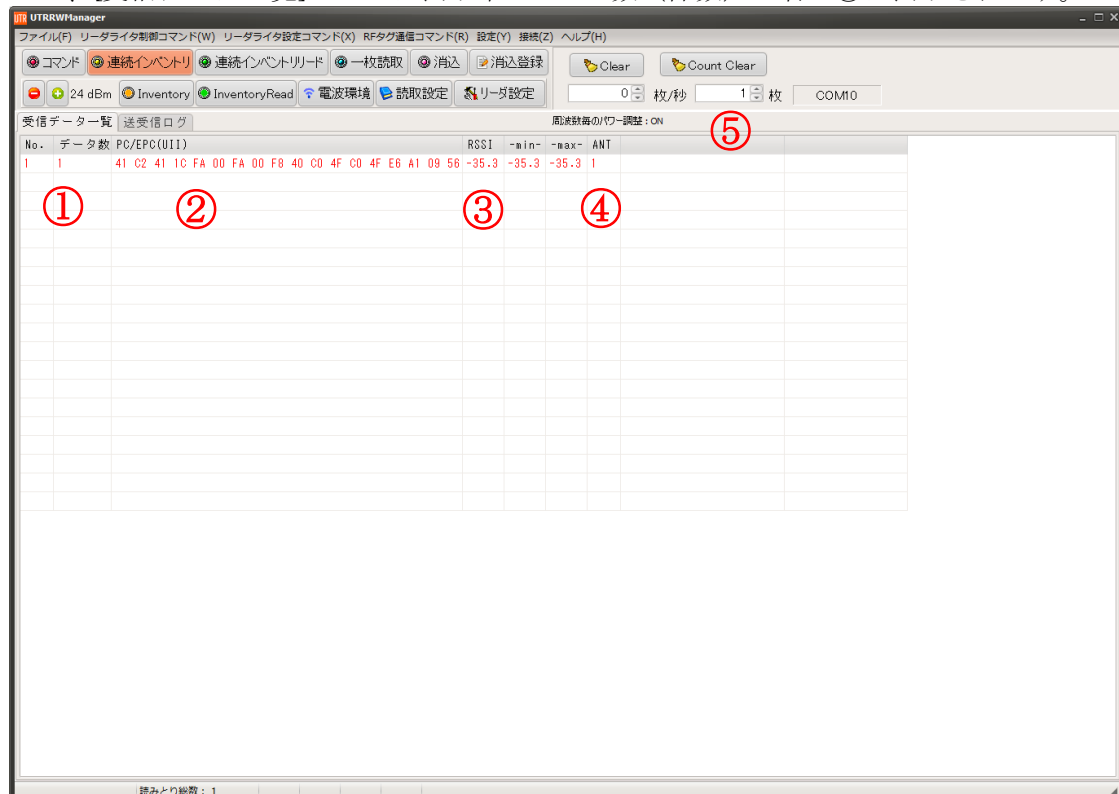 UTR UTRRWManager
ファイル(F) リーダライタ制御コマンド(W) リーダライタ設定コマンド(X) RFタグ通信コマンド(R) 設定(Y) 接続(Z) ヘルプ(H)
コマンド 連続インベントリ 連続インベントリリード 一枚読取 消込 消込登録 Clear Count Clear
24 dBm Inventory InventoryRead 電波環境 読取設定 リーダ設定 0 枚/秒 1 枚 COM10
受信データ一覧 送受信ログ 周波数毎のパワー調整：ON
⑤
No. データ数 PC/EPC(UII) RSSI -min- -max- ANT
1 1 41 C2 41 1C FA 00 FA 00 F8 40 C0 4F C0 4F E6 A1 09 56 -35.3 -35.3 -35.3 1
① ② ③ ④
読みとり総数：1